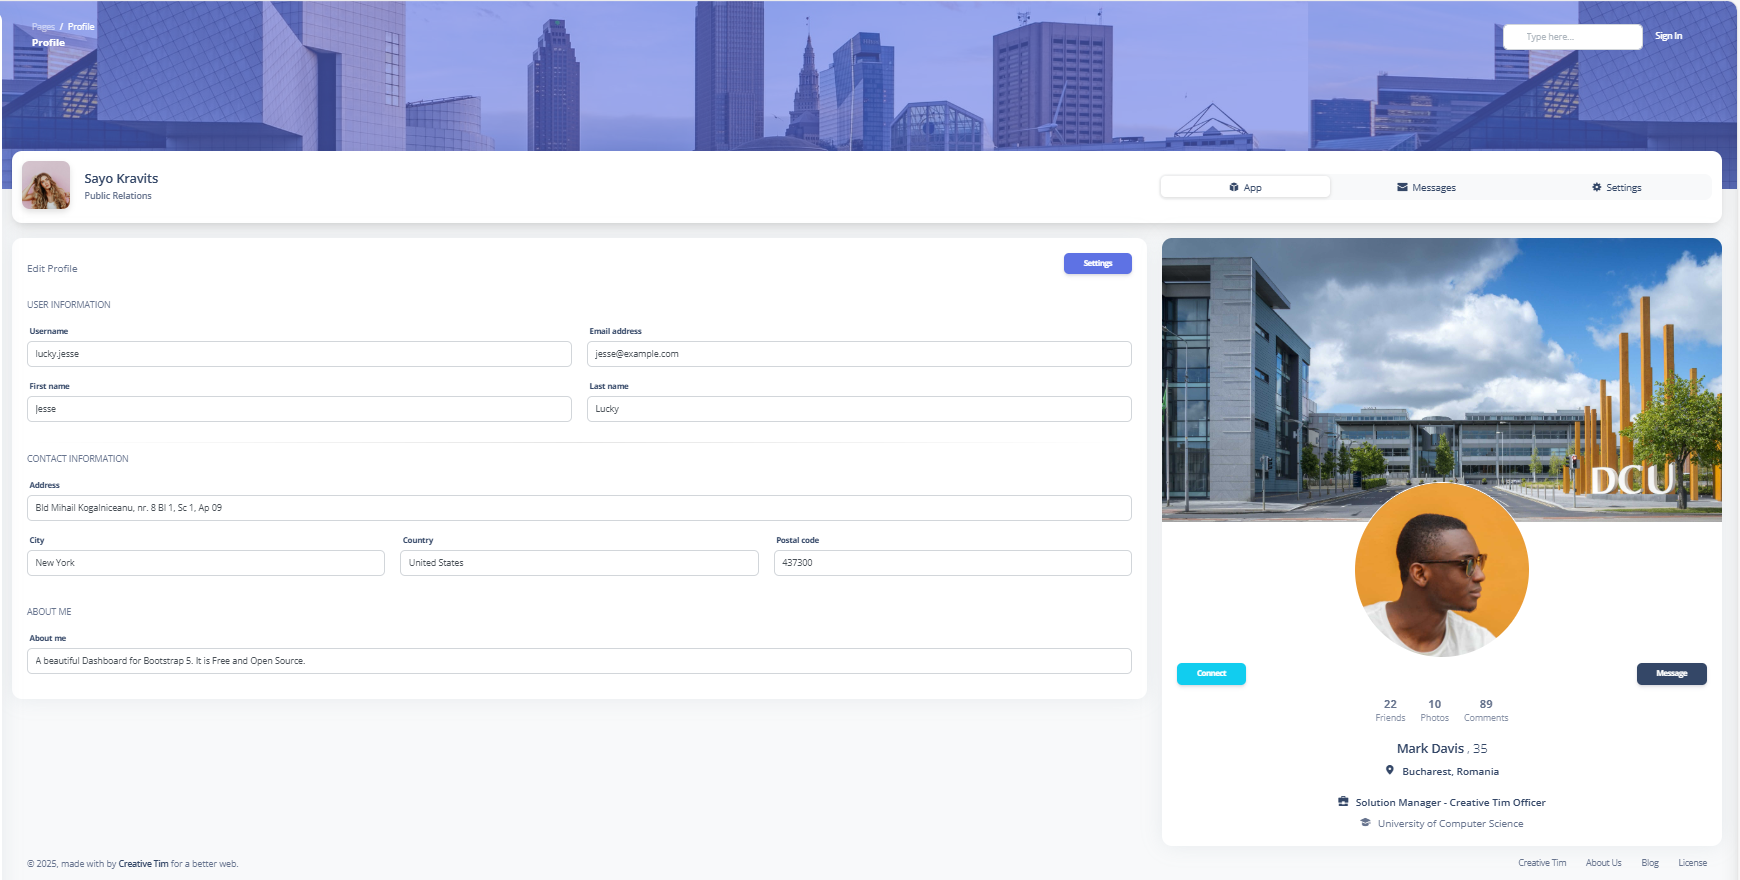 Pages / Profile
Profile
Type here...
Sign In
Sayo Kravits
Public Relations
App
Messages
Settings
Edit Profile
Settings
USER INFORMATION
Username
Email address
lucky.jesse
jesse@example.com
First name
Last name
Jesse
Lucky
CONTACT INFORMATION
Address
Bld Mihail Kogalniceanu, nr. 8 Bl 1, Sc 1, Ap 09
City
Country
Postal code
New York
United States
437300
ABOUT ME
About me
A beautiful Dashboard for Bootstrap 5. It is Free and Open Source.
DCU
Connect
Message
22
10
89
Friends
Photos
Comments
Mark Davis , 35
Bucharest, Romania
Solution Manager - Creative Tim Officer
University of Computer Science
© 2025, made with by Creative Tim for a better web.
Creative Tim
About Us
Blog
License